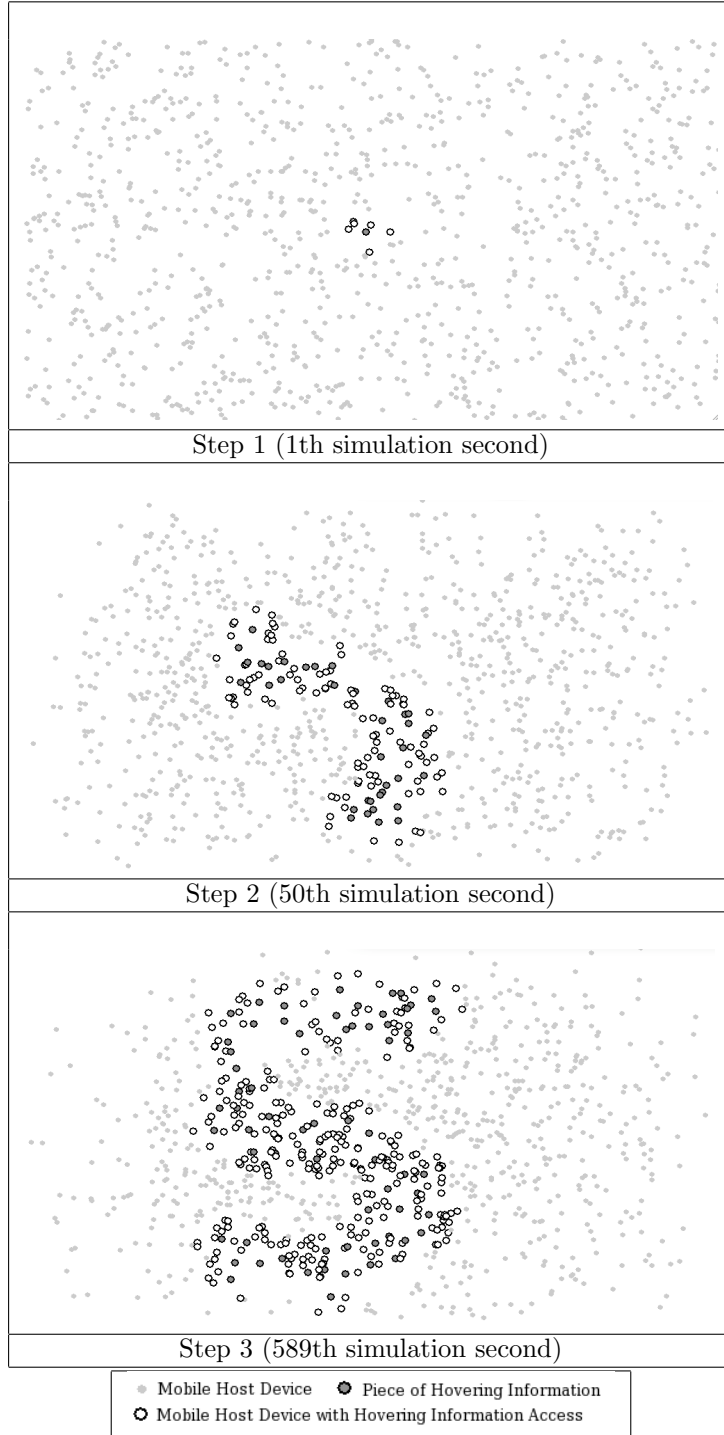 Step 1 (1th simulation second)
Step 2 (50th simulation second)
Step 3 (589th simulation second)
Mobile Host Device Piece of Hovering Information
Mobile Host Device with Hovering Information Access